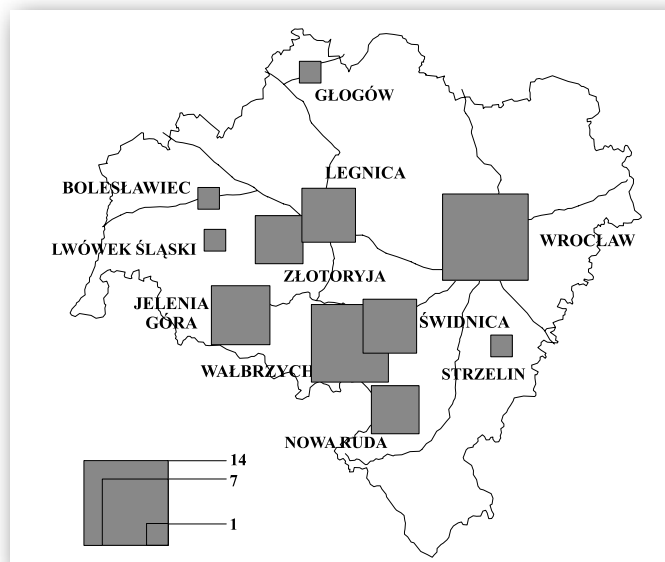 GŁOGÓW
LEGNICA
BOLESŁAWIEC
WROCŁAW
LWÓWEK ŚLĄSKI
ZŁOTORYJA
JELENIA
GÓRA
ŚWIDNICA
WAŁBRZYCH
STRZELIN
NOWA RUDA
14
7
1